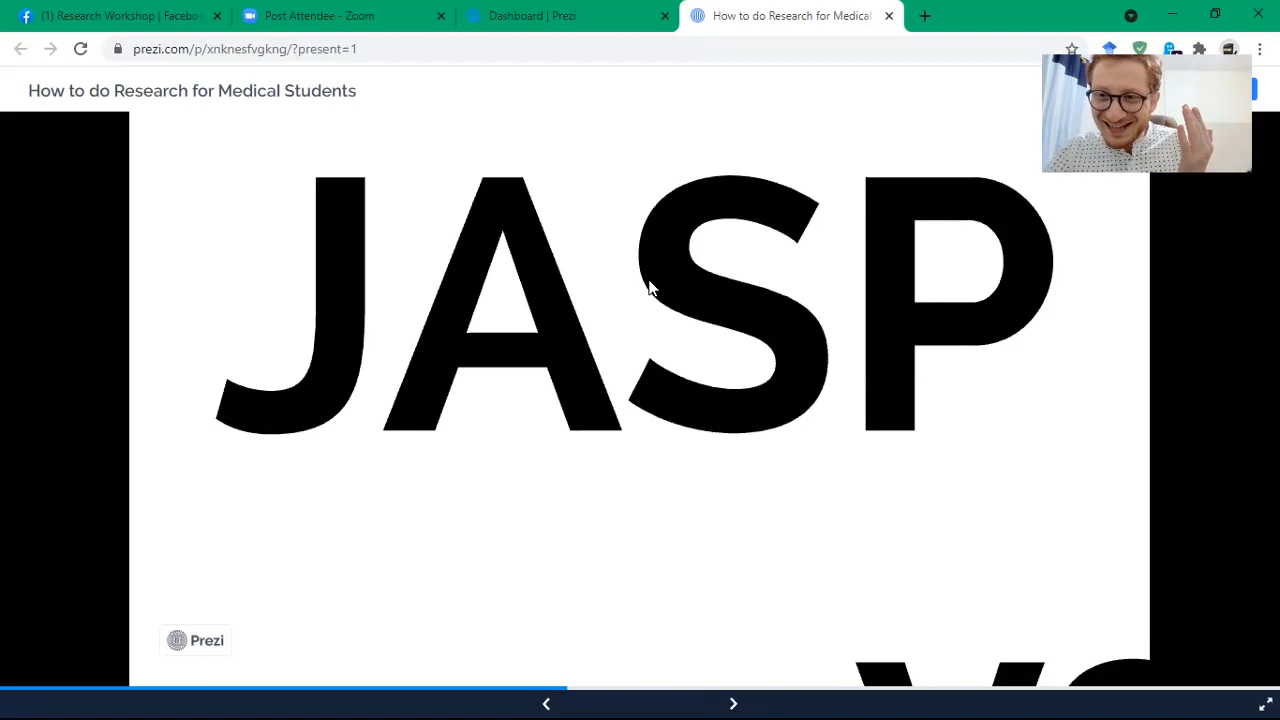 (1) Research Workshop | Facebo
Post Attendee - Zoom
Dashboard | Prezi
How to do Research for Medical
prezi.com/p/xnknesfvgkng/?present=1
How to do Research for Medical Students
JASP
Prezi